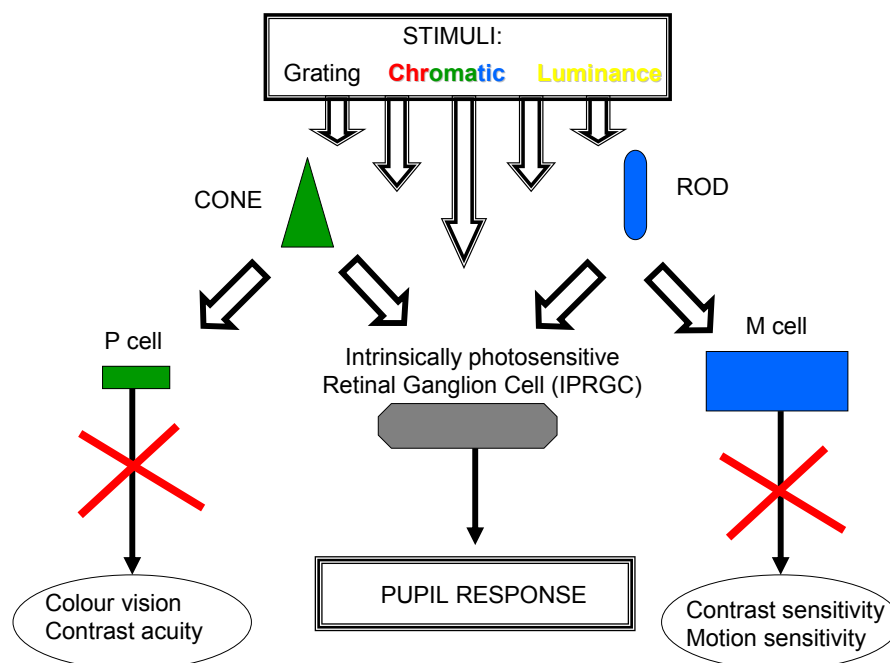 STIMULI:
Grating Chromatic Luminance
CONE
ROD
P cell
M cell
Intrinsically photosensitive
Retinal Ganglion Cell (IPRGC)
Colour vision
Contrast acuity
PUPIL RESPONSE
Contrast sensitivity
Motion sensitivity